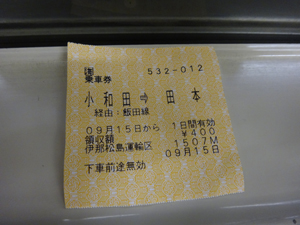 乗車券
532-012
小和田⇨田本
経由：飯田線
09月15日から 1日間有効
領収額 ￥400
伊那松島運輸区 1507M
09月15日
下車前途無効